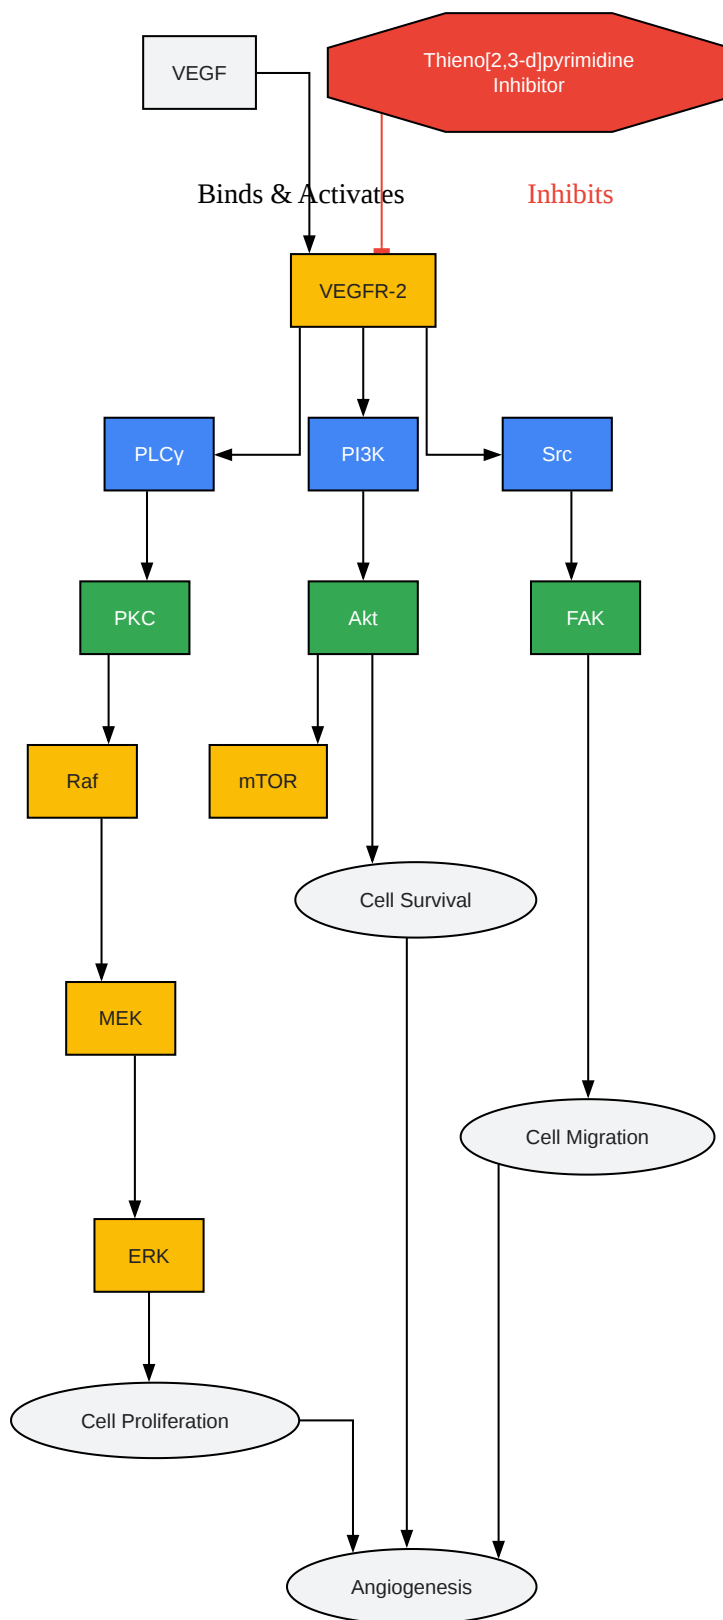 VEGF
Thieno[2,3-d]pyrimidine
Inhibitor
Binds & Activates
Inhibits
VEGFR-2
PLCγ
PI3K
Src
PKC
Akt
FAK
Raf
mTOR
Cell Survival
MEK
Cell Migration
ERK
Cell Proliferation
Angiogenesis